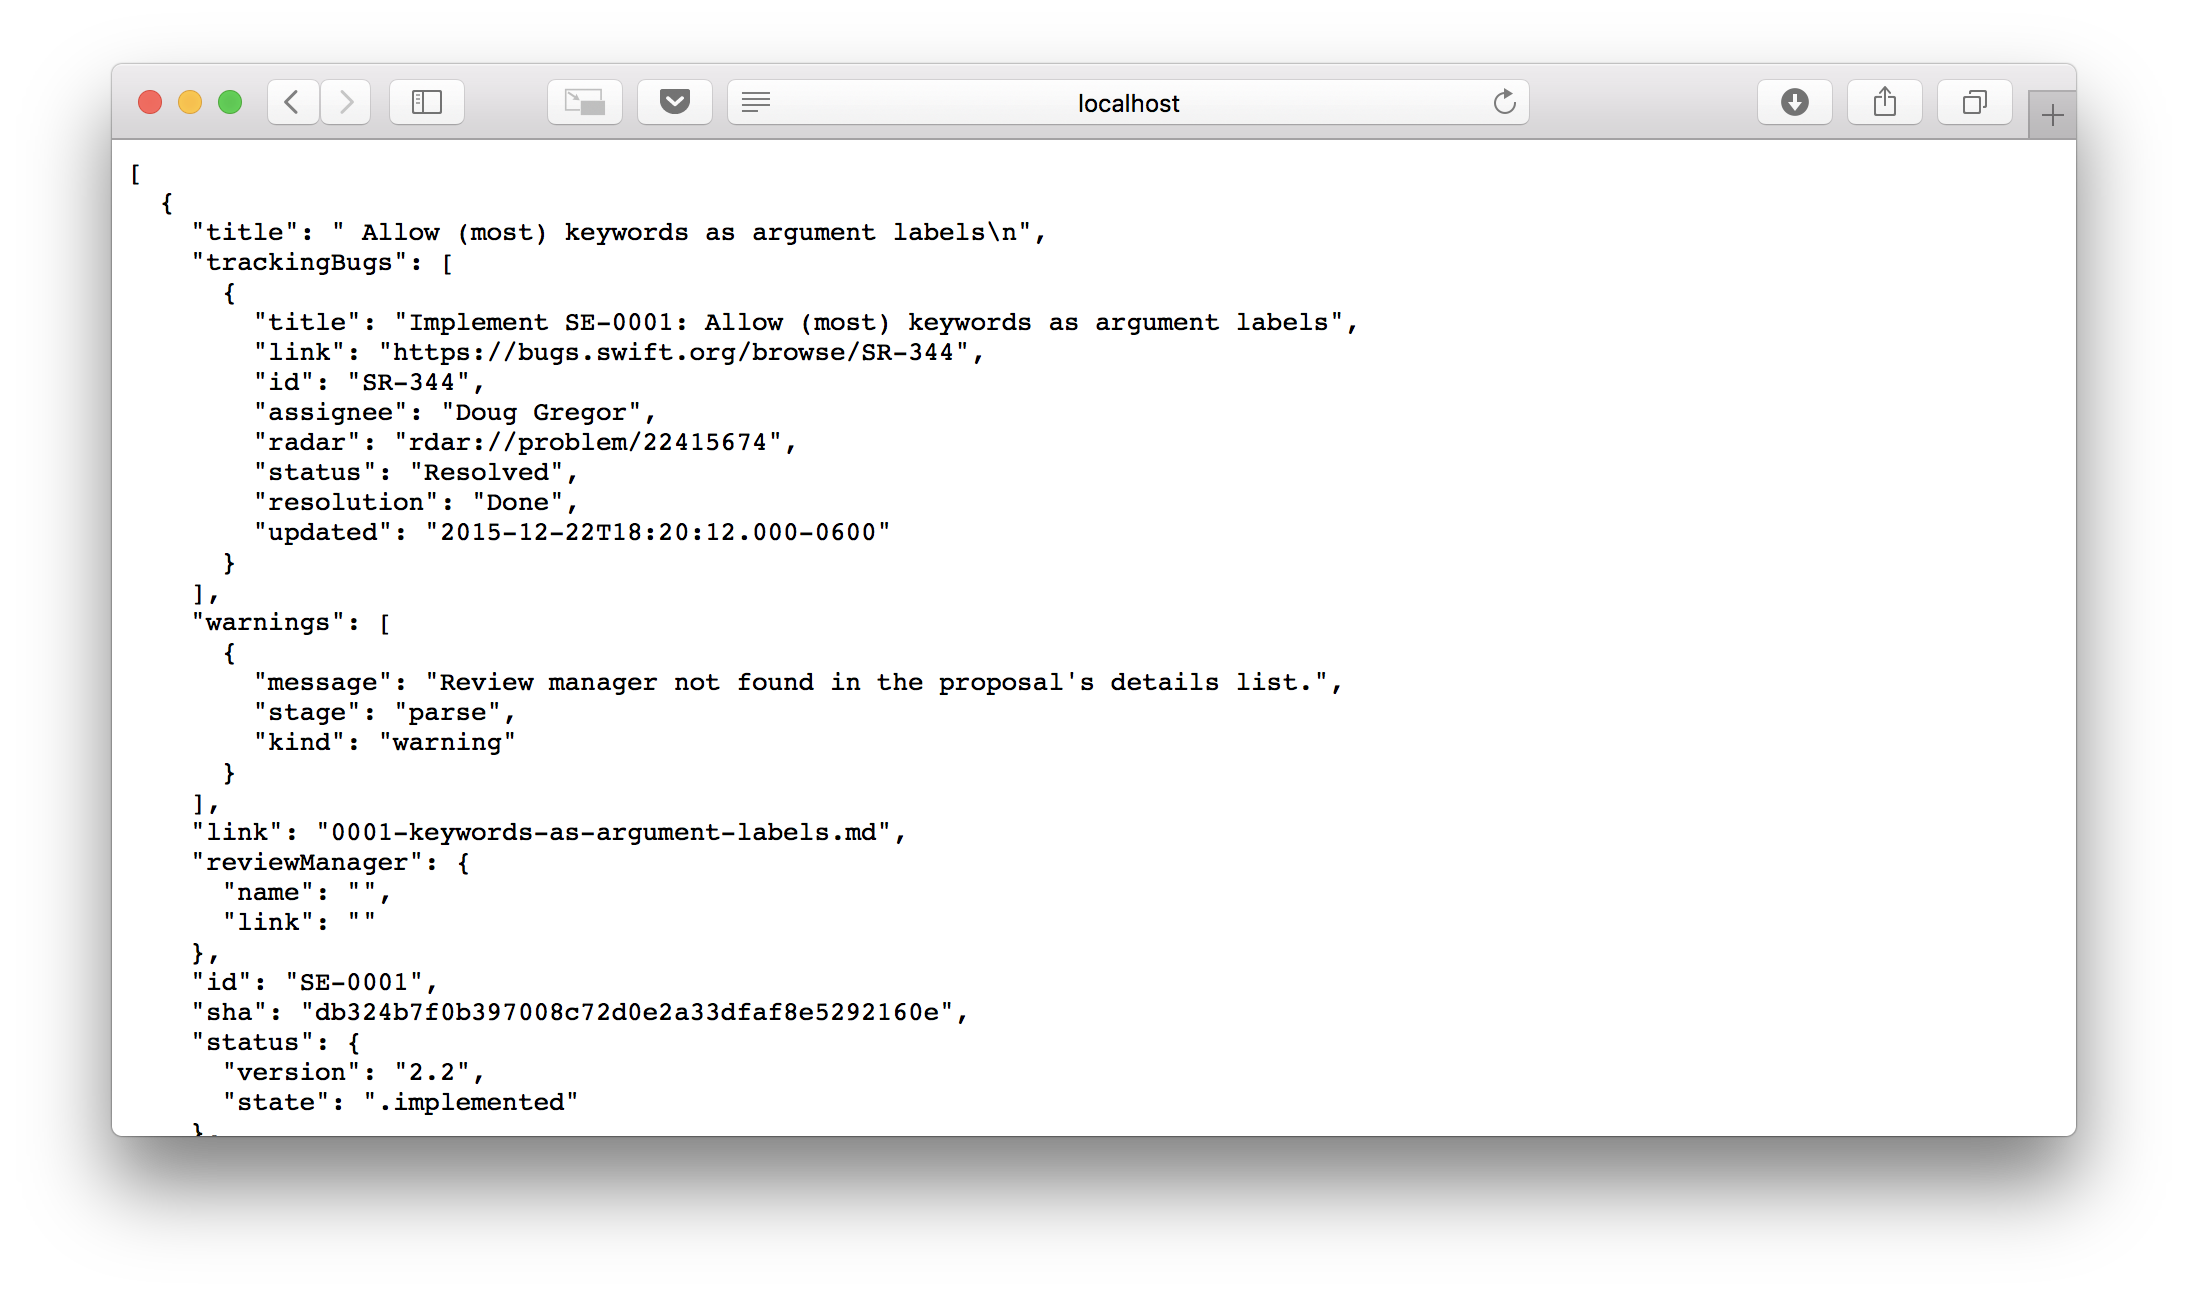 localhost
[
  {
    "title": " Allow (most) keywords as argument labels\n",
    "trackingBugs": [
      {
        "title": "Implement SE-0001: Allow (most) keywords as argument labels",
        "link": "https://bugs.swift.org/browse/SR-344",
        "id": "SR-344",
        "assignee": "Doug Gregor",
        "radar": "rdar://problem/22415674",
        "status": "Resolved",
        "resolution": "Done",
        "updated": "2015-12-22T18:20:12.000-0600"
      }
    ],
    "warnings": [
      {
        "message": "Review manager not found in the proposal's details list.",
        "stage": "parse",
        "kind": "warning"
      }
    ],
    "link": "0001-keywords-as-argument-labels.md",
    "reviewManager": {
      "name": "",
      "link": ""
    },
    "id": "SE-0001",
    "sha": "db324b7f0b397008c72d0e2a33dfaf8e5292160e",
    "status": {
      "version": "2.2",
      "state": ".implemented"
    },